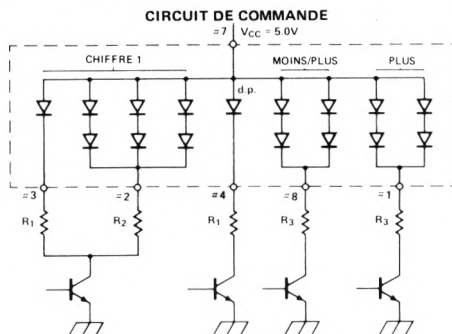 CIRCUIT DE COMMANDE
#7 VCC = 5.0V
CHIFFRE 1 MOINS/PLUS PLUS
d.p.
#3 #2 #4 #8 #1
R1 R2 R1 R3 R3